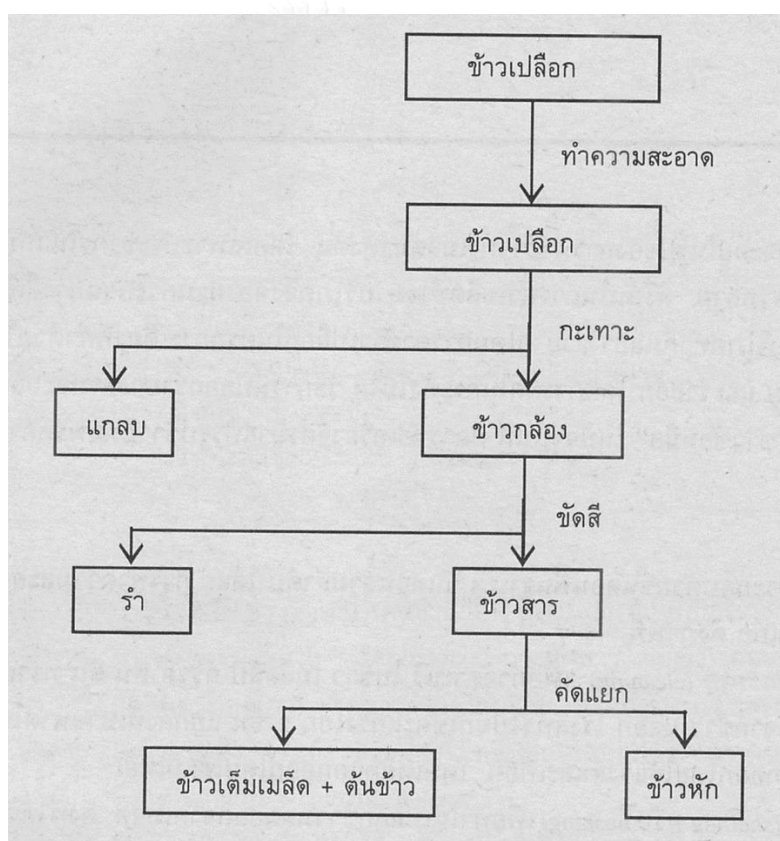 ข้าวเปลือก
ทำความสะอาด
ข้าวเปลือก
กะเทาะ
แกลบ
ข้าวกล้อง
ขัดสี
รำ
ข้าวสาร
คัดแยก
ข้าวเต็มเมล็ด + ต้นข้าว
ข้าวหัก